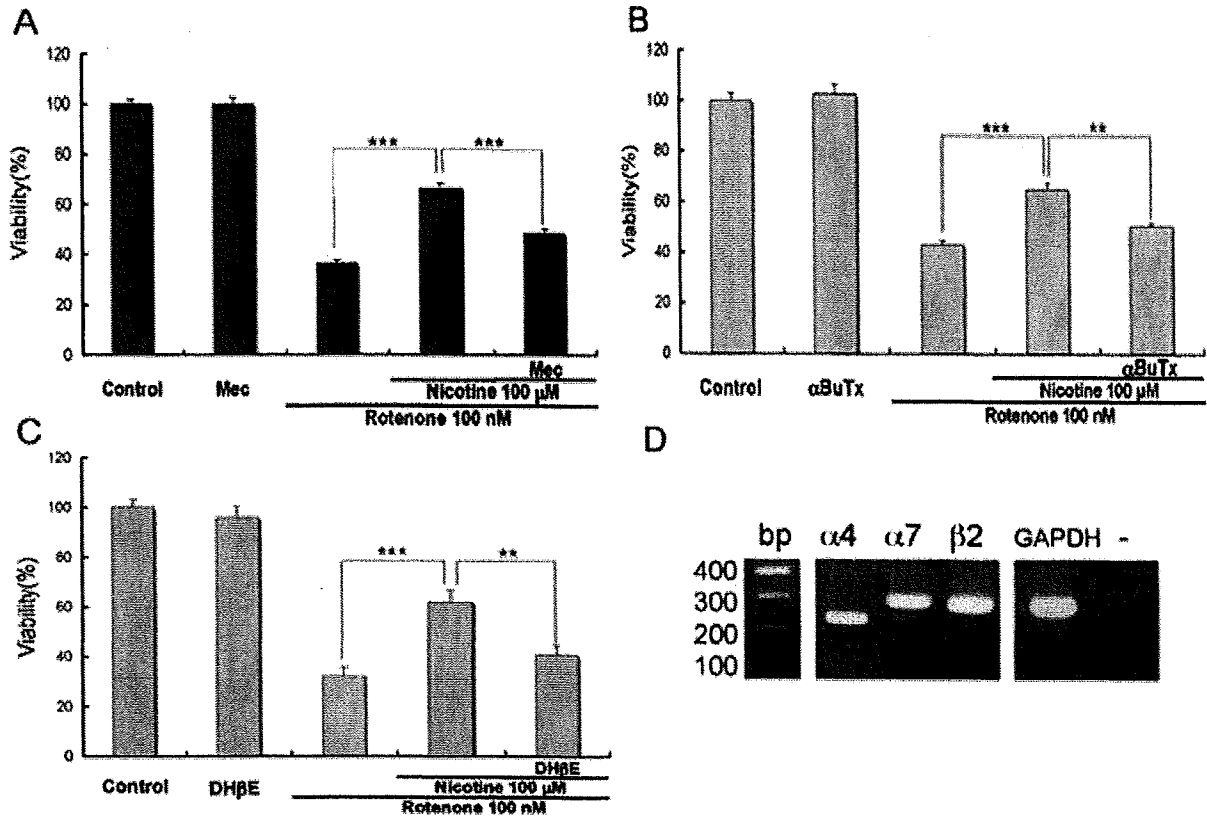 A
Viability(%)
120
100
80
60
40
20
0
*** ***
Control Mec Mec
Nicotine 100 μM
Rotenone 100 nM
B
Viability(%)
120
100
80
60
40
20
0
*** **
Control αBuTx αBuTx
Nicotine 100 μM
Rotenone 100 nM
C
Viability(%)
120
100
80
60
40
20
0
*** **
Control DHβE DHβE
Nicotine 100 μM
Rotenone 100 nM
D
bp α4 α7 β2 GAPDH -
400
300
200
100